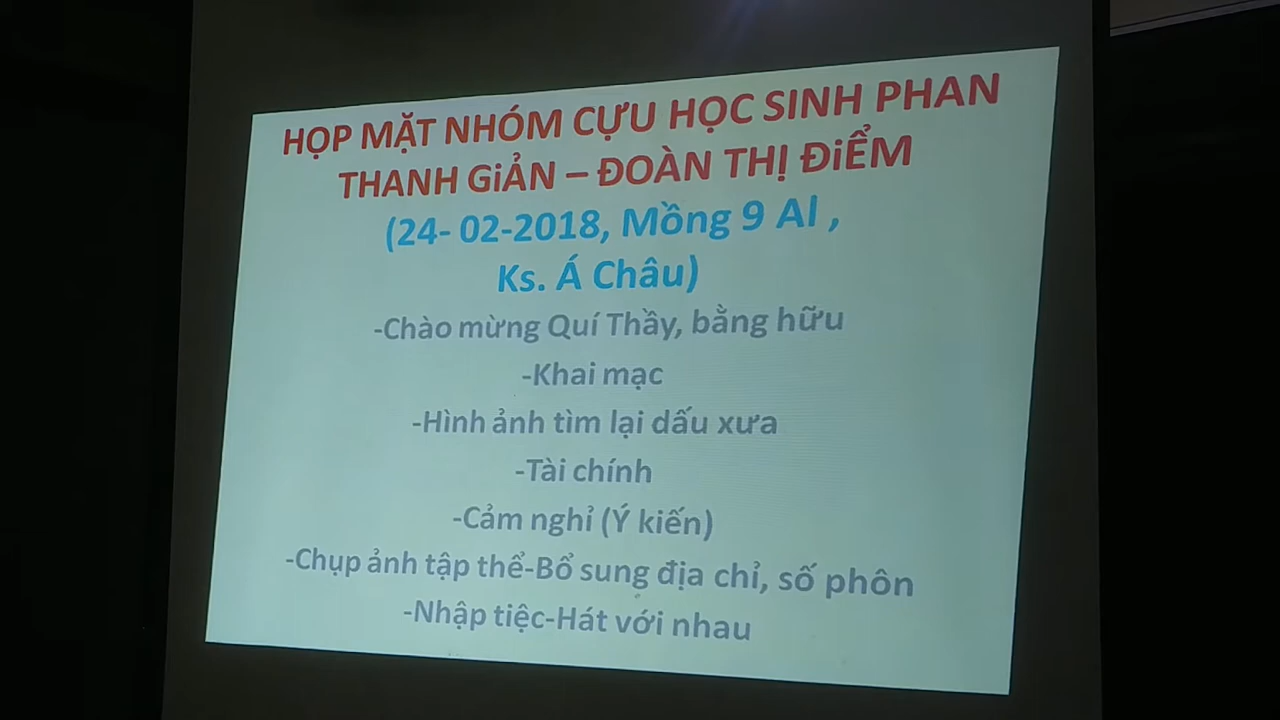 HỌP MẶT NHÓM CỰU HỌC SINH PHAN
THANH GiẢN – ĐOÀN THỊ ĐiỂM
(24- 02-2018, Mồng 9 Al ,
Ks. Á Châu)
-Chào mừng Quí Thầy, bằng hữu
-Khai mạc
-Hình ảnh tìm lại dấu xưa
-Tài chính
-Cảm nghỉ (Ý kiến)
-Chụp ảnh tập thể-Bổ sung địa chỉ, số phôn
-Nhập tiệc-Hát với nhau